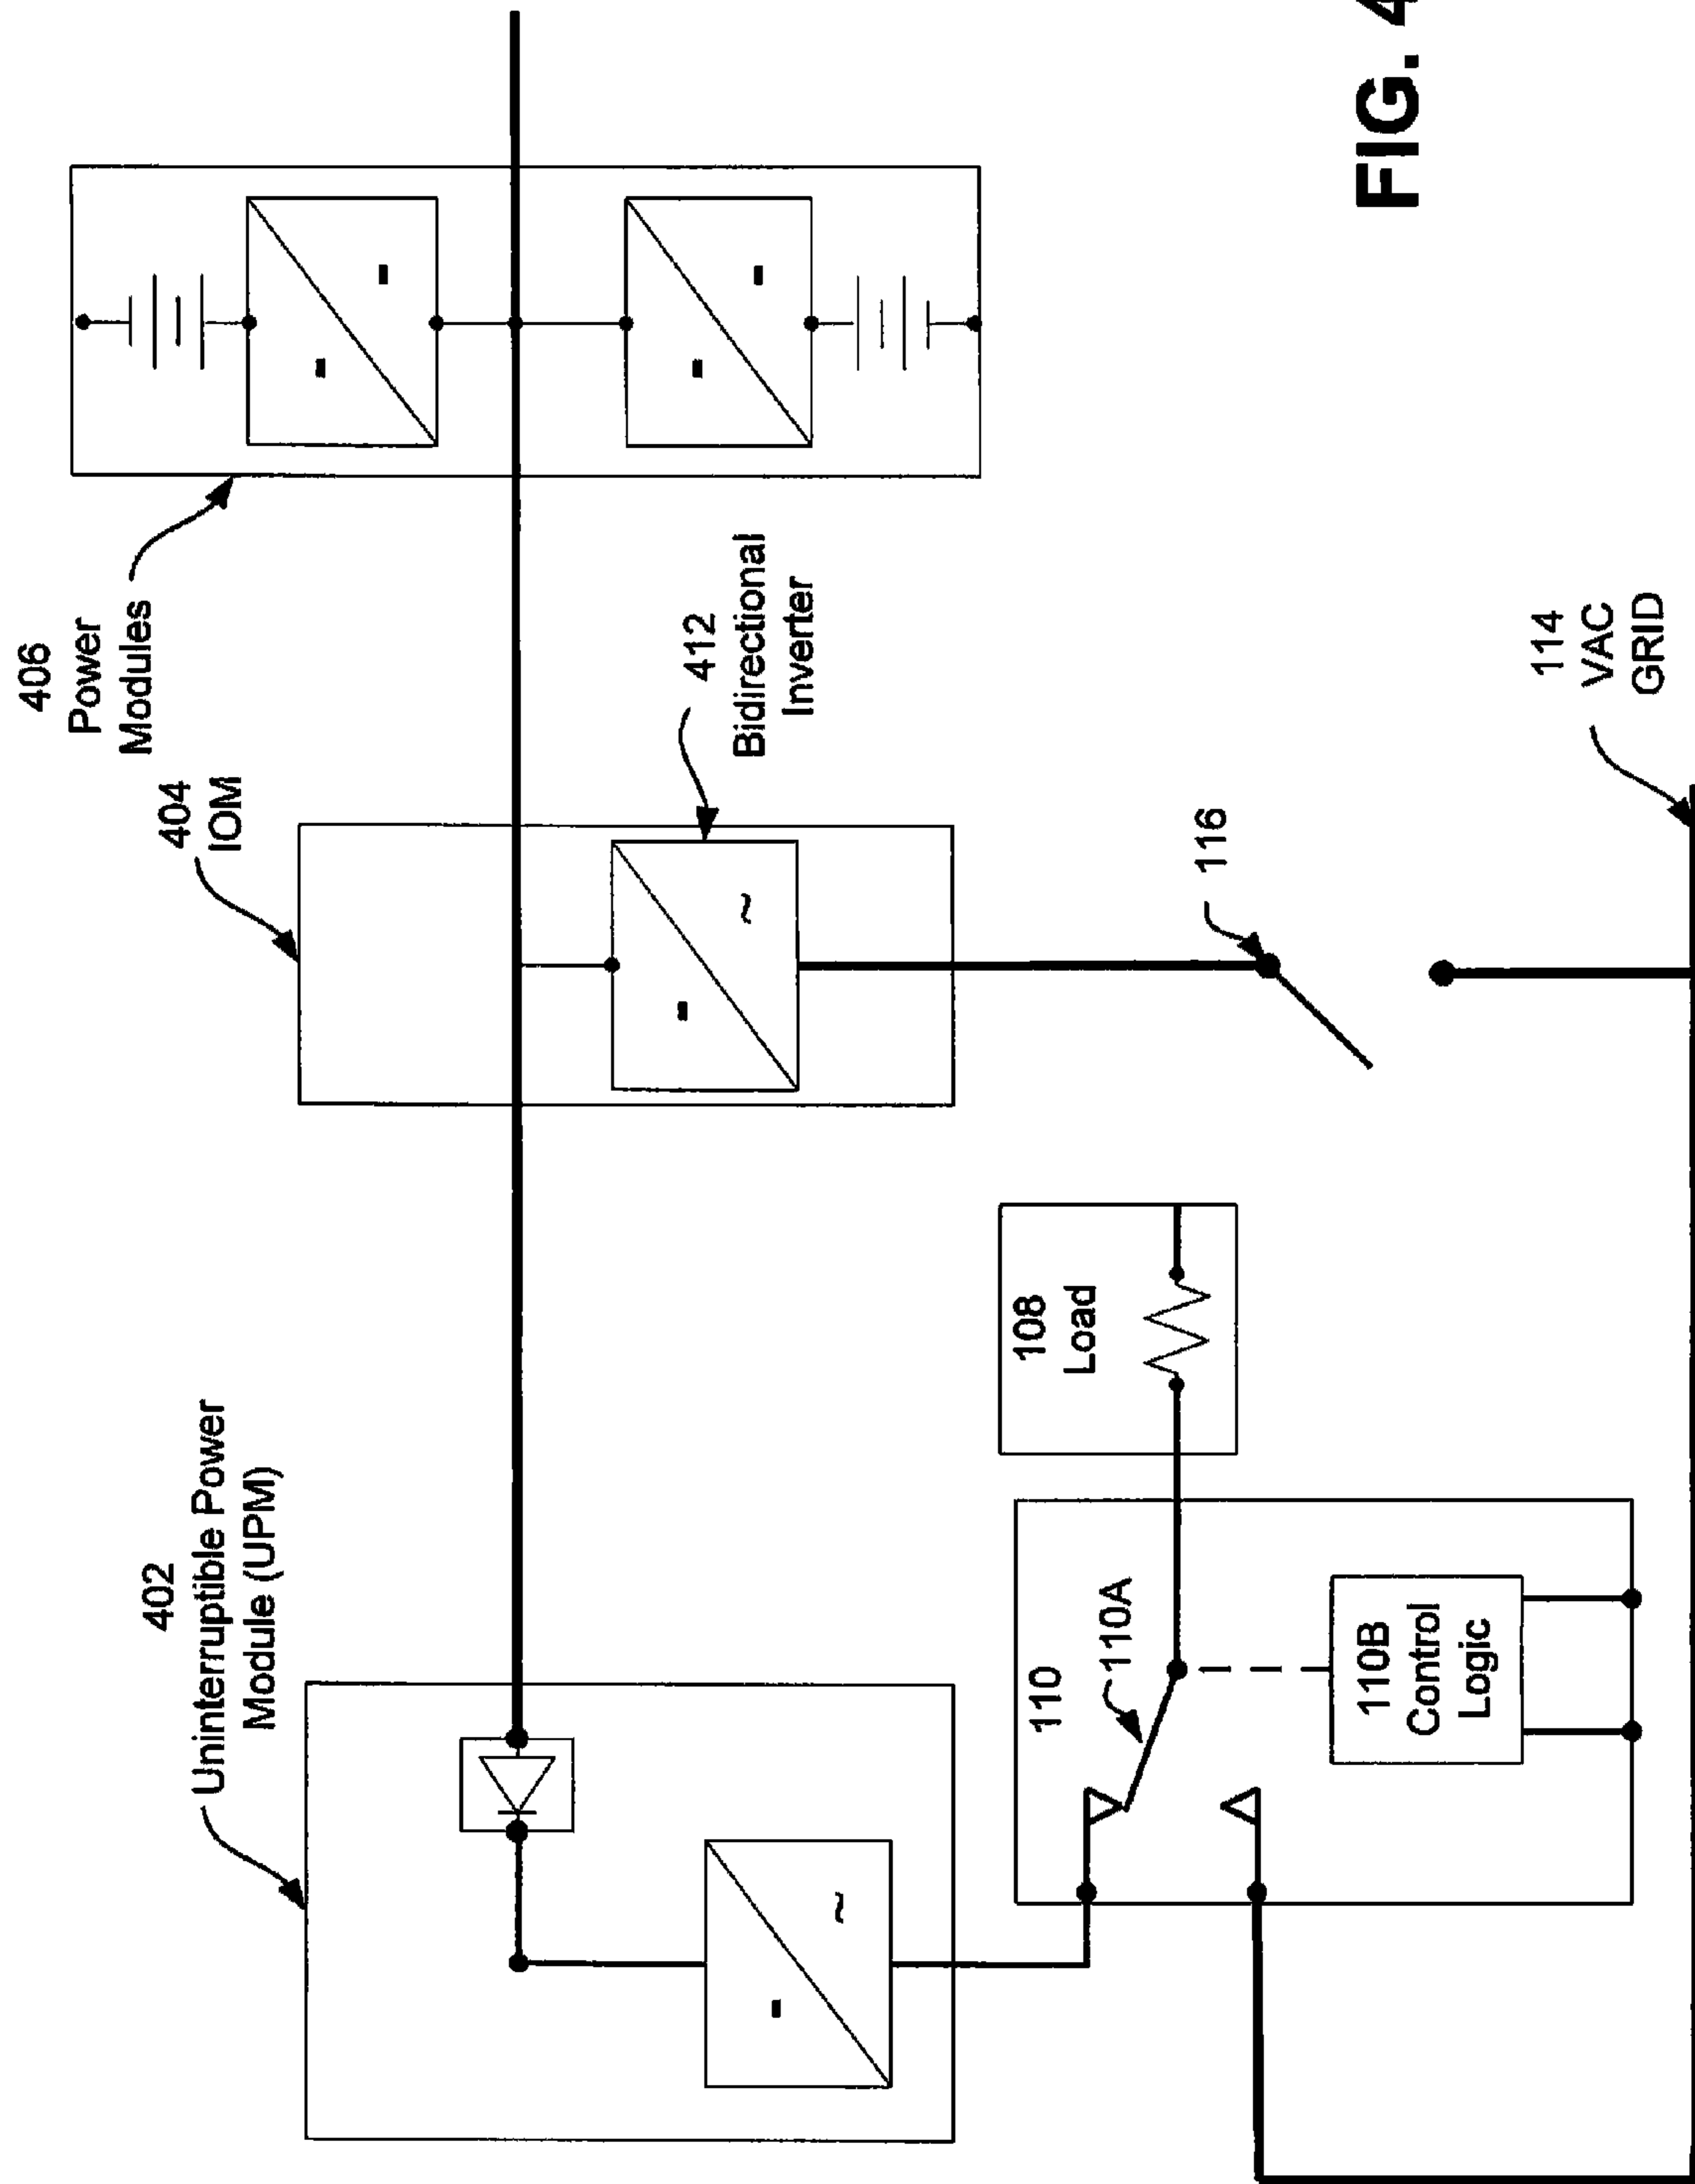 406
Power
Modules
404
IOM
412
Bidirectional
Inverter
402
Uninterruptible Power
Module (UPM)
116
108
Load
110
110A
110B
Control
Logic
114
VAC
GRID
FIG. 4